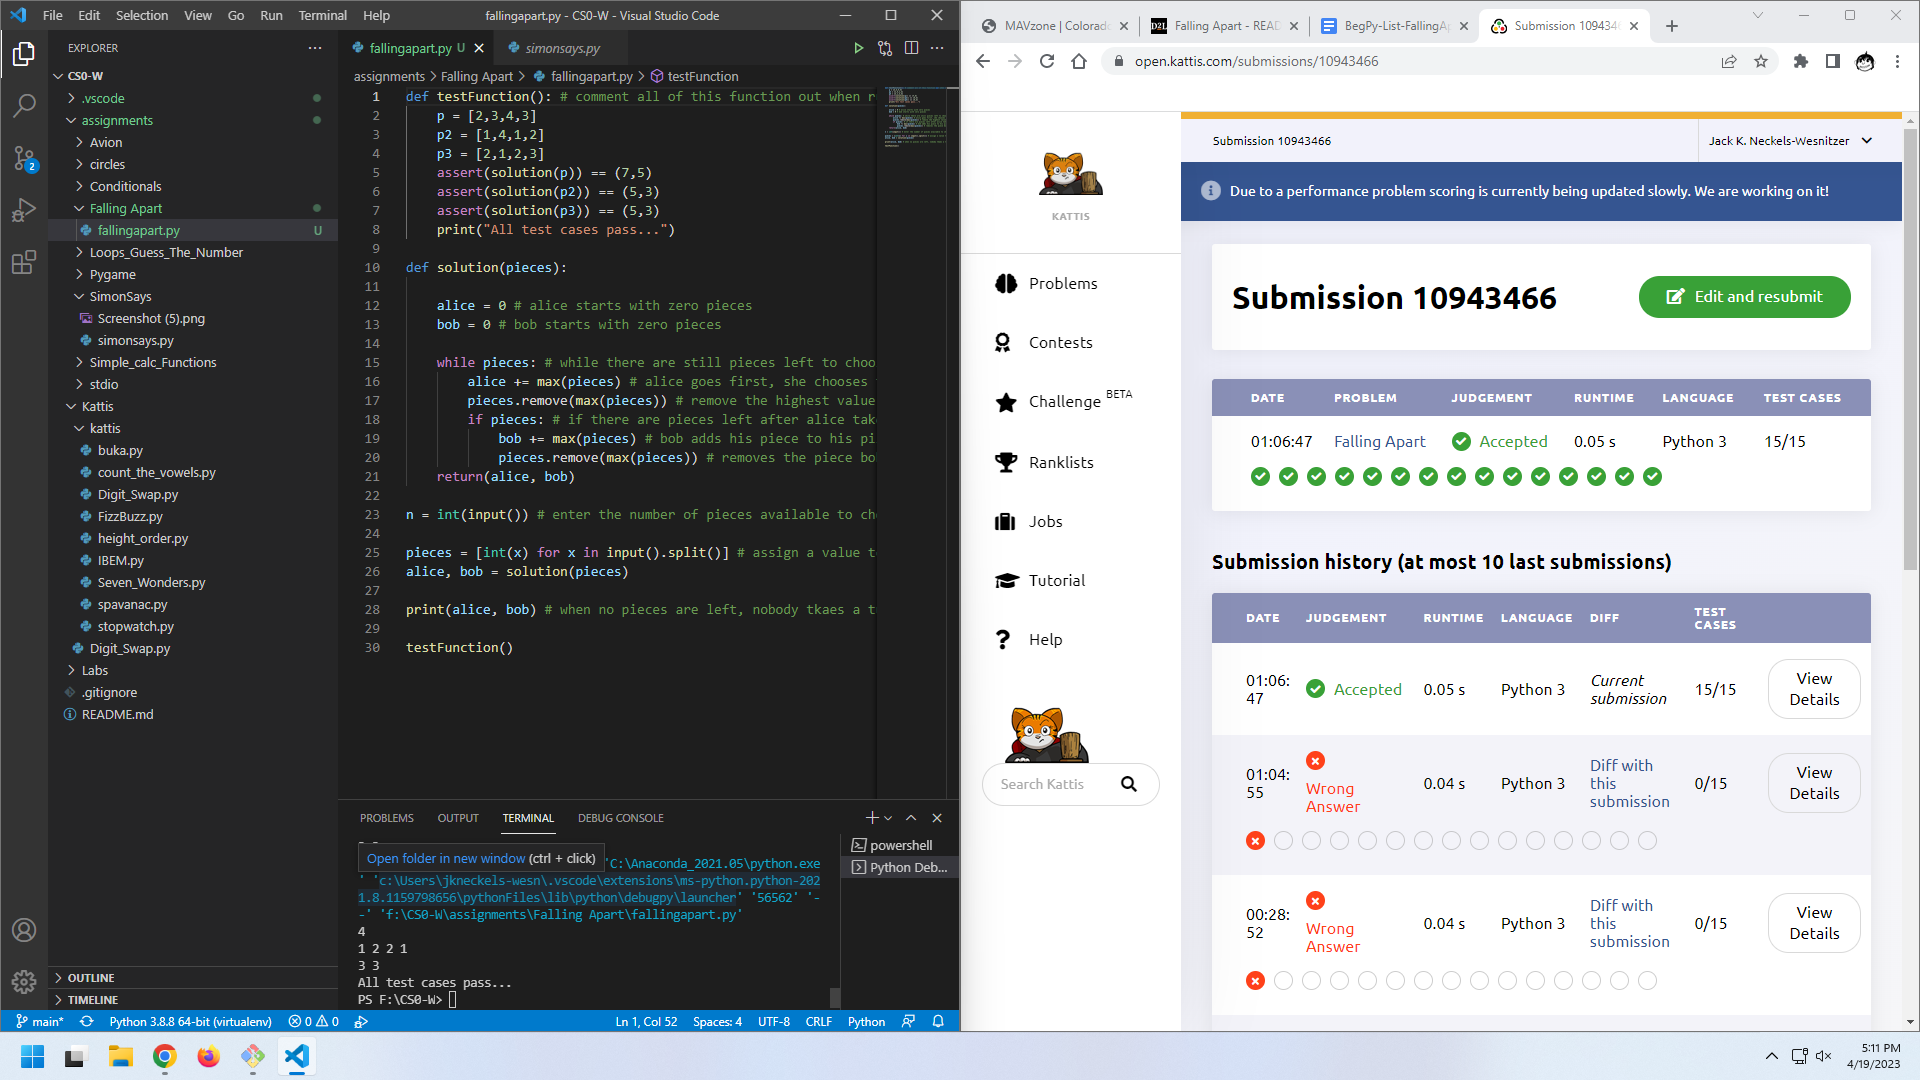 File Edit Selection View Go Run Terminal Help
fallingapart.py - CS0-W - Visual Studio Code
EXPLORER
CS0-W
.vscode
assignments
Avion
circles
Conditionals
Falling Apart
fallingapart.py U
Loops_Guess_The_Number
Pygame
SimonSays
Screenshot (5).png
simonsays.py
Simple_calc_Functions
stdio
Kattis
kattis
buka.py
count_the_vowels.py
Digit_Swap.py
FizzBuzz.py
height_order.py
IBEM.py
Seven_Wonders.py
spavanac.py
stopwatch.py
Digit_Swap.py
Labs
.gitignore
README.md
OUTLINE
TIMELINE
2
fallingapart.py U
simonsays.py
assignments > Falling Apart > fallingapart.py > testFunction
1 def testFunction(): # comment all of this function out when r
2 p = [2,3,4,3]
3 p2 = [1,4,1,2]
4 p3 = [2,1,2,3]
5 assert(solution(p)) == (7,5)
6 assert(solution(p2)) == (5,3)
7 assert(solution(p3)) == (5,3)
8 print("All test cases pass...")
9
10 def solution(pieces):
11
12 alice = 0 # alice starts with zero pieces
13 bob = 0 # bob starts with zero pieces
14
15 while pieces: # while there are still pieces left to choo
16 alice += max(pieces) # alice goes first, she chooses
17 pieces.remove(max(pieces)) # remove the highest value
18 if pieces: # if there are pieces left after alice tak
19 bob += max(pieces) # bob adds his piece to his pi
20 pieces.remove(max(pieces)) # removes the piece bo
21 return(alice, bob)
22
23 n = int(input()) # enter the number of pieces available to ch
24
25 pieces = [int(x) for x in input().split()] # assign a value t
26 alice, bob = solution(pieces)
27
28 print(alice, bob) # when no pieces are left, nobody tkaes a t
29
30 testFunction()
PROBLEMS OUTPUT TERMINAL DEBUG CONSOLE
powershell
Python Deb...
Open folder in new window (ctrl + click)
'C:\Anaconda_2021.05\python.exe
' 'c:\Users\jkneckels-wesn\.vscode\extensions\ms-python.python-202
1.8.1159798656\pythonFiles\lib\python\debugpy\launcher' '56562' '-
-' 'f:\CS0-W\assignments\Falling Apart\fallingapart.py'
4
1 2 2 1
3 3
All test cases pass...
PS F:\CS0-W>
main* Python 3.8.8 64-bit (virtualenv) 0 0
Ln 1, Col 52 Spaces: 4 UTF-8 CRLF Python
MAVzone | Colorado
D2L Falling Apart - READ
BegPy-List-FallingAp
Submission 1094346
open.kattis.com/submissions/10943466
KATTIS
Problems
Contests
Challenge BETA
Ranklists
Jobs
Tutorial
Help
Search Kattis
Submission 10943466
Jack K. Neckels-Wesnitzer
Due to a performance problem scoring is currently being updated slowly. We are working on it!
Submission 10943466
Edit and resubmit
DATE PROBLEM JUDGEMENT RUNTIME LANGUAGE TEST CASES
01:06:47 Falling Apart Accepted 0.05 s Python 3 15/15
Submission history (at most 10 last submissions)
DATE JUDGEMENT RUNTIME LANGUAGE DIFF TEST CASES
01:06:47 Accepted 0.05 s Python 3 Current submission 15/15 View Details
01:04:55 Wrong Answer 0.04 s Python 3 Diff with this submission 0/15 View Details
00:28:52 Wrong Answer 0.04 s Python 3 Diff with this submission 0/15 View Details
5:11 PM
4/19/2023